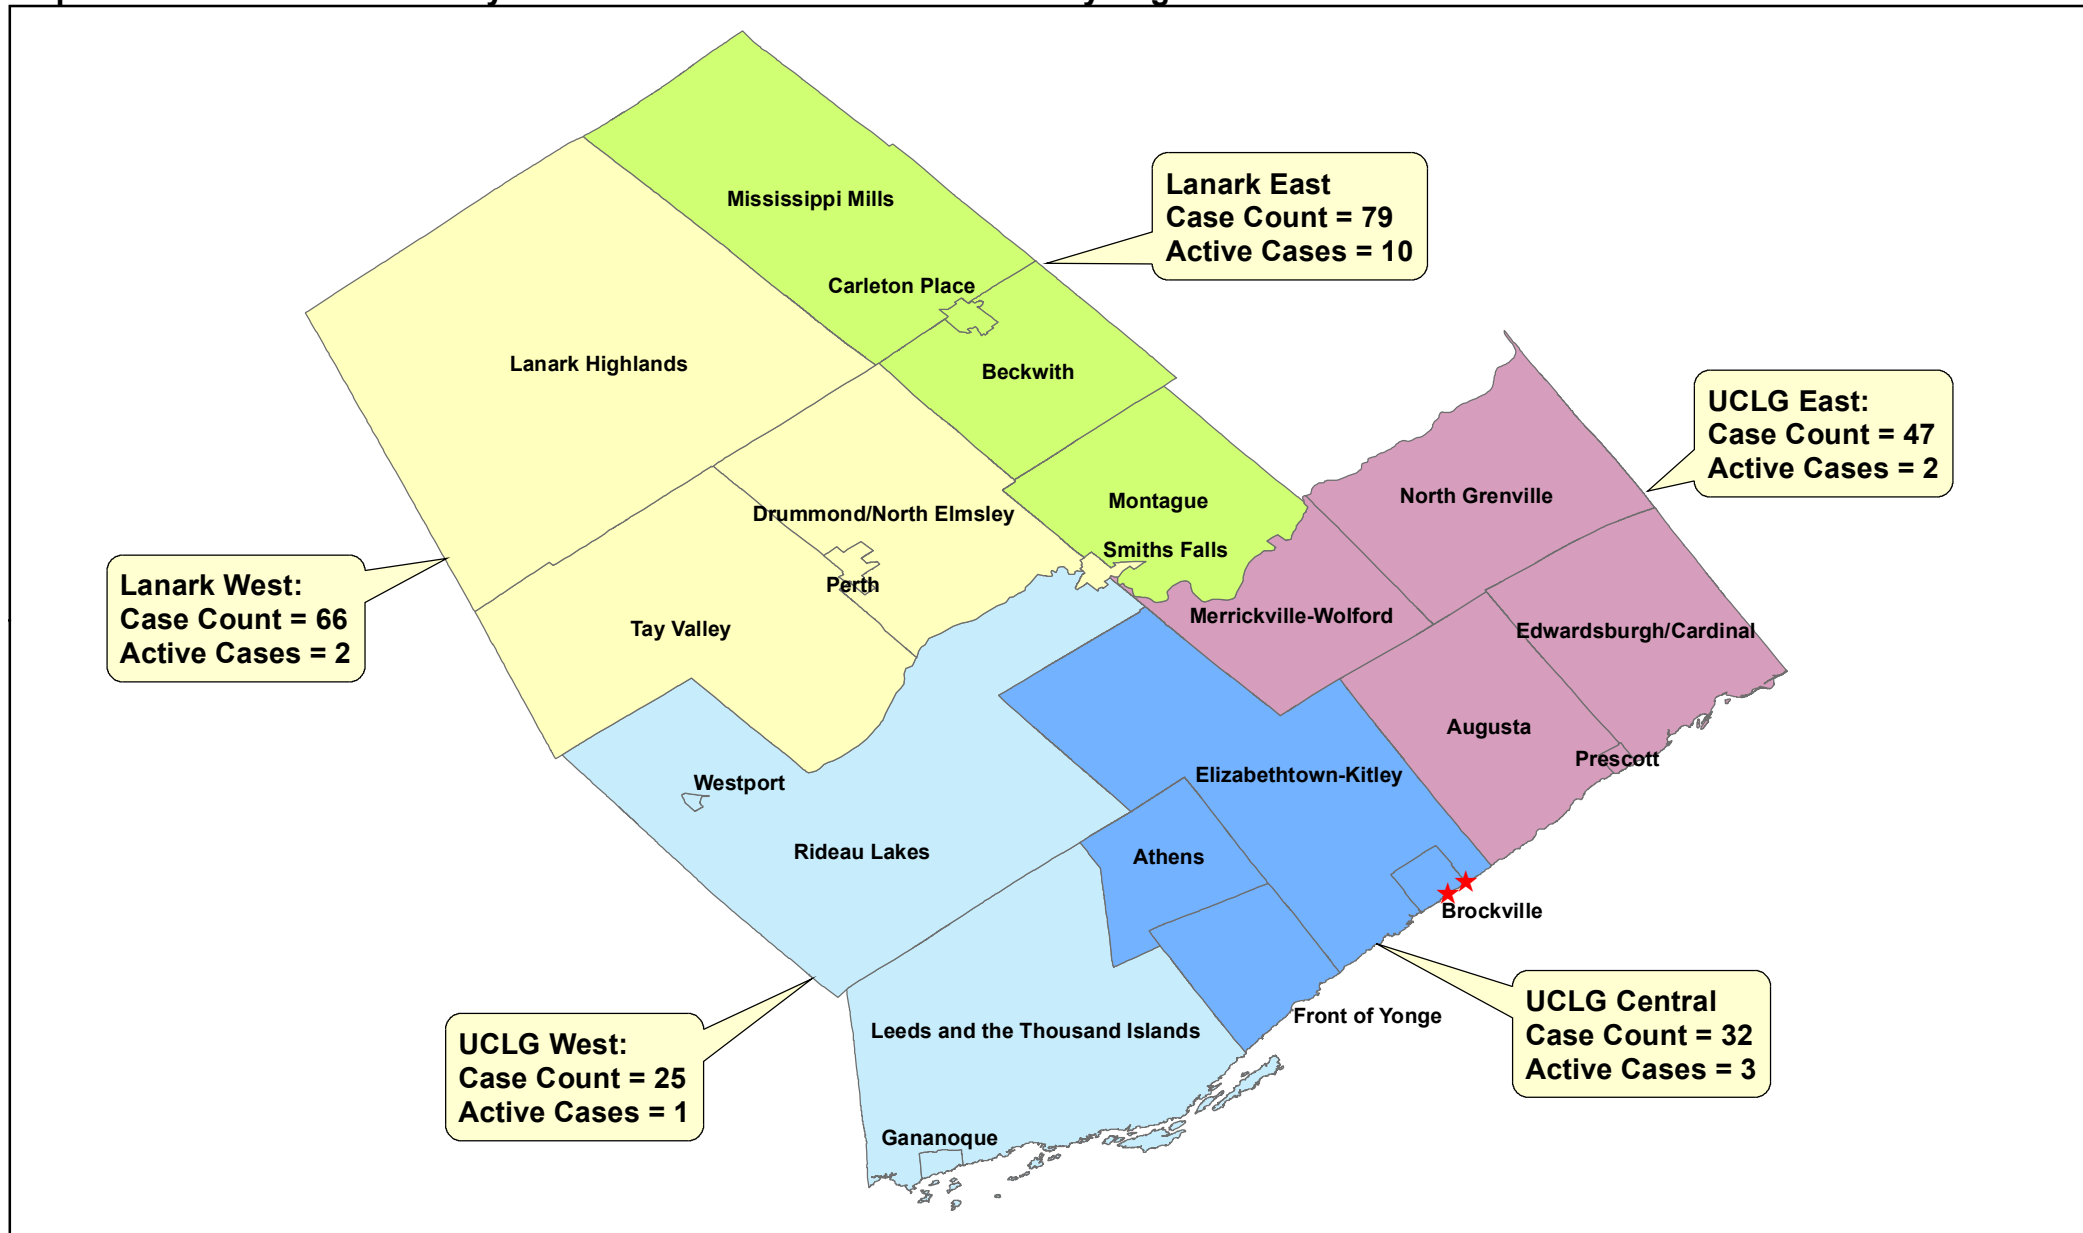 Mississippi Mills
Lanark East
Case Count = 79
Active Cases = 10
Carleton Place
Lanark Highlands
Beckwith
UCLG East:
Case Count = 47
Active Cases = 2
North Grenville
Montague
Drummond/North Elmsley
Smiths Falls
Lanark West:
Case Count = 66
Active Cases = 2
Perth
Tay Valley
Merrickville-Wolford
Edwardsburgh/Cardinal
Augusta
Prescott
Westport
Elizabethtown-Kitley
Rideau Lakes
Athens
Brockville
UCLG Central
Case Count = 32
Active Cases = 3
Front of Yonge
Leeds and the Thousand Islands
UCLG West:
Case Count = 25
Active Cases = 1
Gananoque